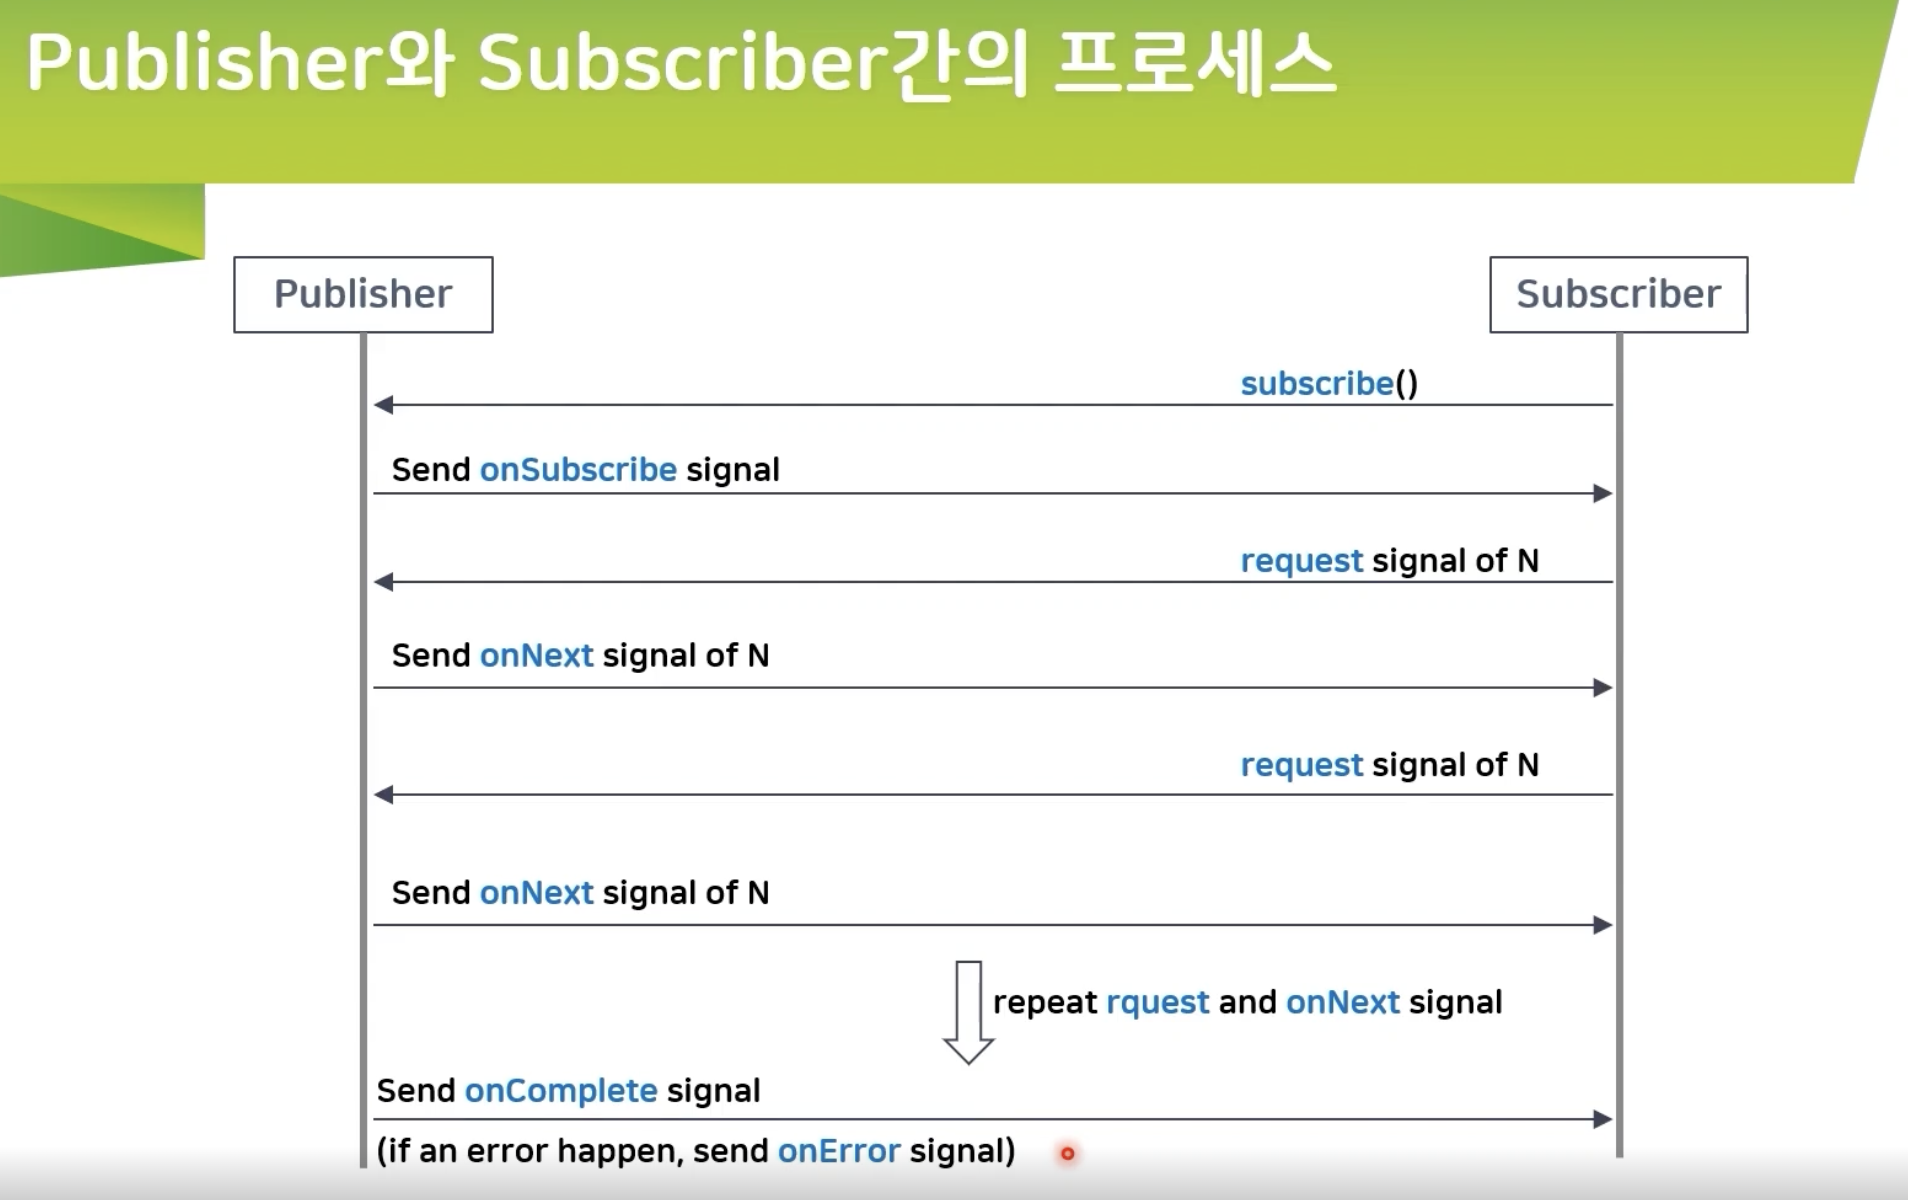 Publisher와 Subscriber간의 프로세스
Publisher
Subscriber
subscribe()
Send onSubscribe signal
request signal of N
Send onNext signal of N
request signal of N
Send onNext signal of N
repeat rquest and onNext signal
Send onComplete signal
(if an error happen, send onError signal)